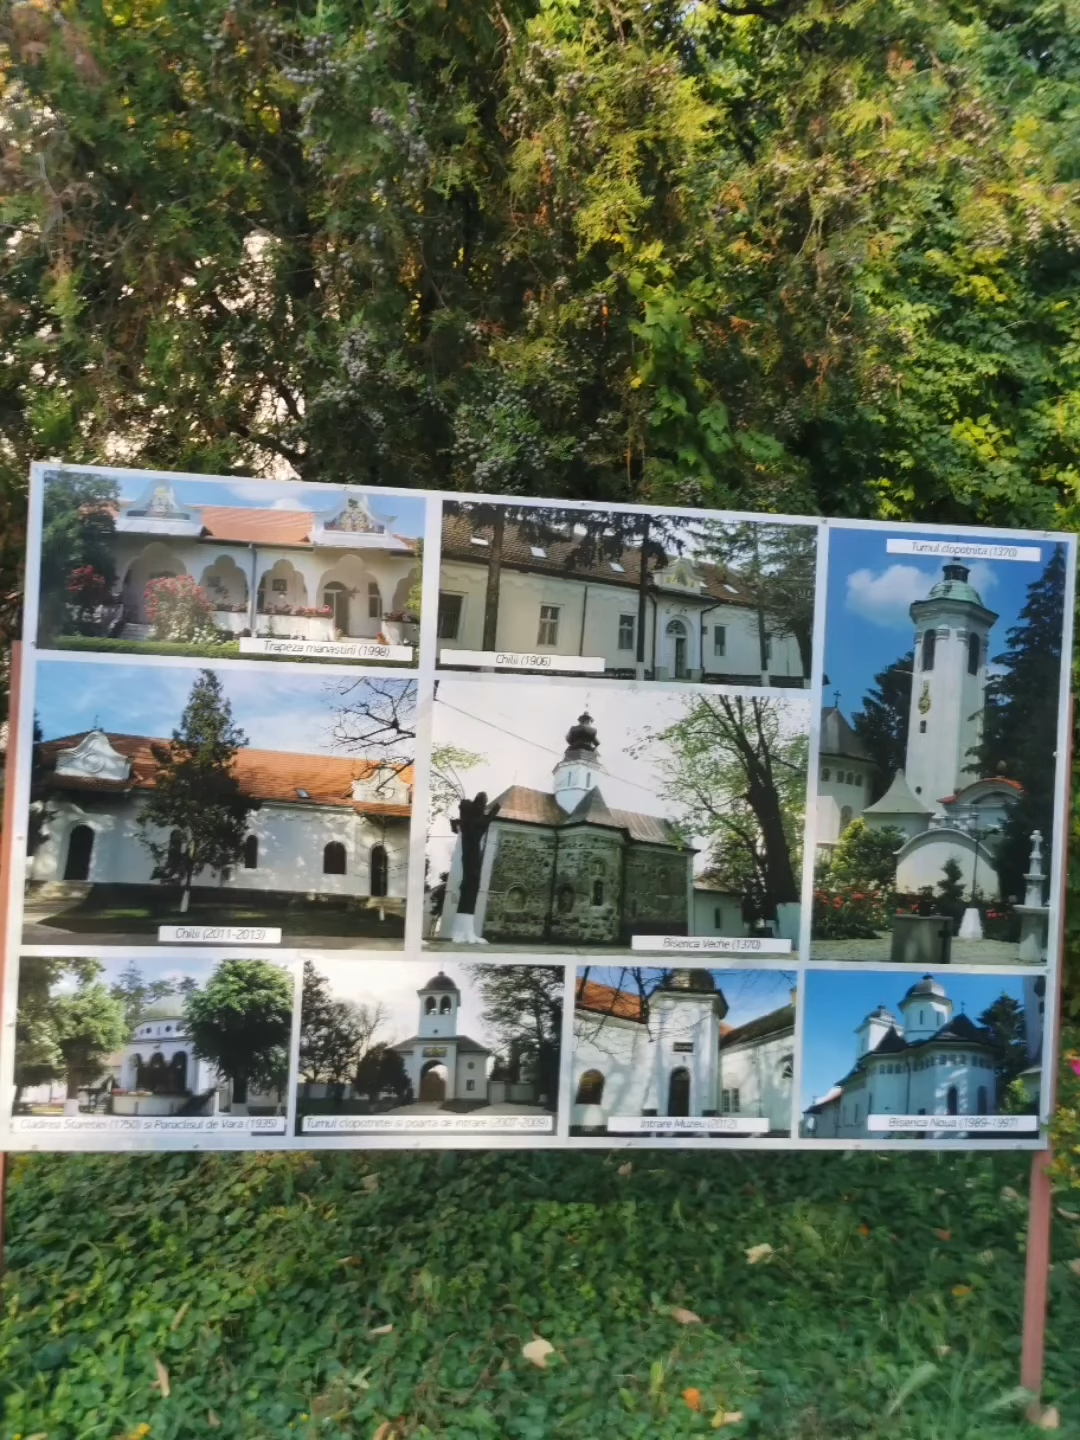 Turnul clopotnita (1370)
Trapeza manastirii (1998)
Chilii (1906)
Chilii (2011-2013)
Biserica Veche (1370)
Cladirea Staretiei (1750) si Paraclisul de Vara (1935)
Turnul clopotnitei si poarta de intrare (2007-2009)
Intrare Muzeu (2012)
Biserica Noua (1989-1997)